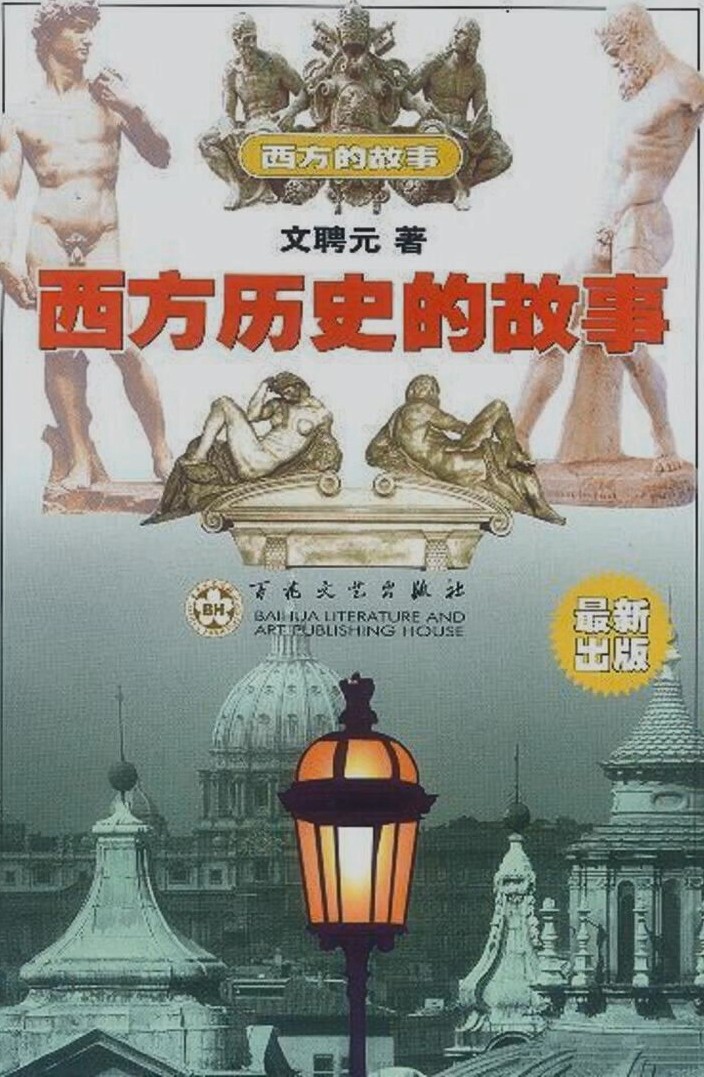 西方的故事
文聘元 著
西方历史的故事
百花文艺出版社
BH
BAIHUA LITERATURE AND
ART PUBLISHING HOUSE
最新
出版